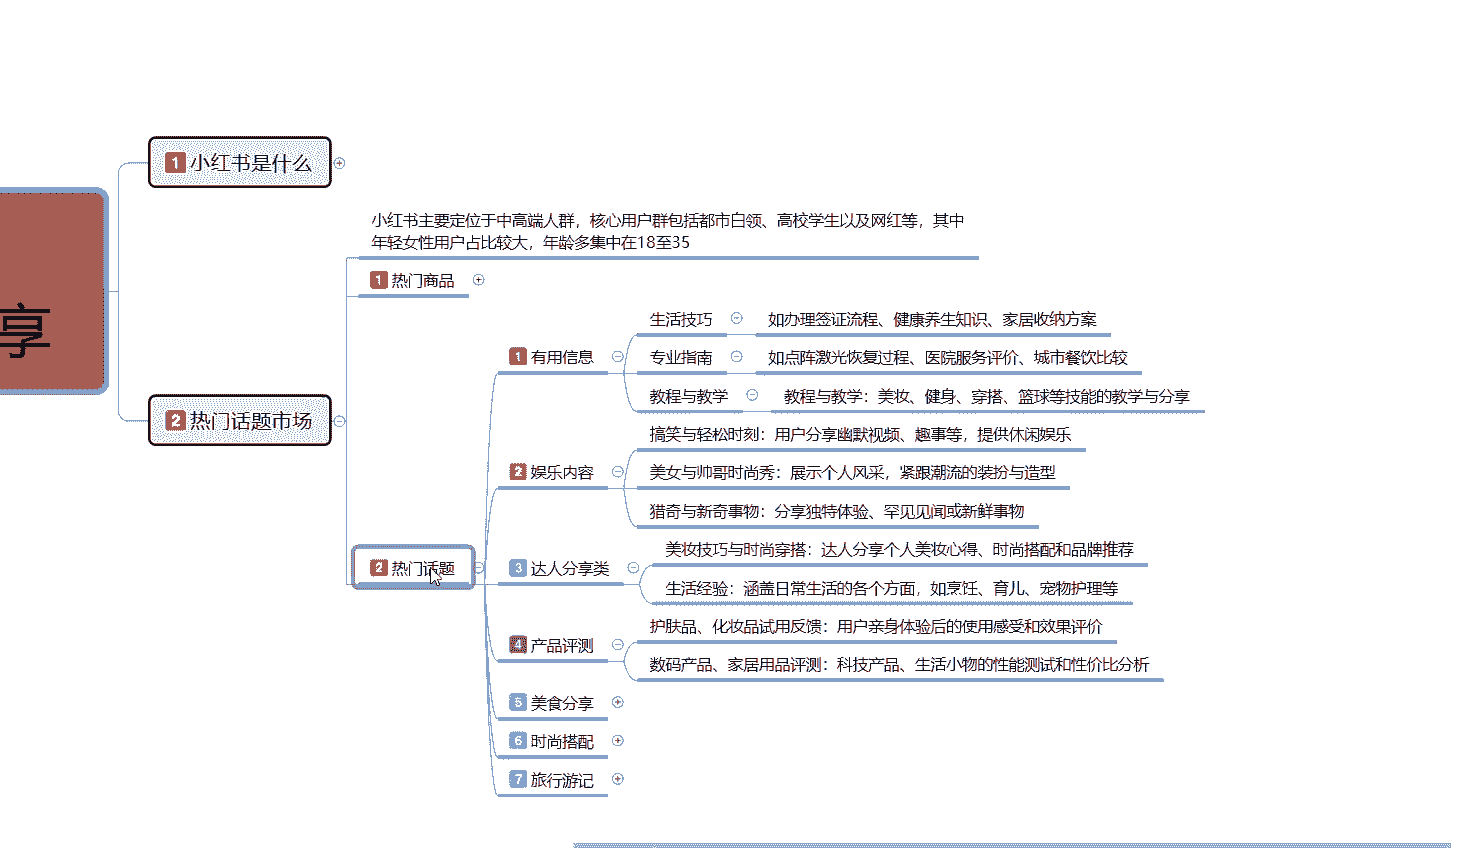 享
1 小红书是什么
小红书主要定位于中高端人群，核心用户群包括都市白领、高校学生以及网红等，其中
年轻女性用户占比较大，年龄多集中在18至35
1 热门商品
2 热门话题市场
2 热门话题
1 有用信息
生活技巧
如办理签证流程、健康养生知识、家居收纳方案
专业指南
如点阵激光恢复过程、医院服务评价、城市餐饮比较
教程与教学
教程与教学：美妆、健身、穿搭、篮球等技能的教学与分享
2 娱乐内容
搞笑与轻松时刻：用户分享幽默视频、趣事等，提供休闲娱乐
美女与帅哥时尚秀：展示个人风采，紧跟潮流的装扮与造型
猎奇与新奇事物：分享独特体验、罕见见闻或新鲜事物
3 达人分享类
美妆技巧与时尚穿搭：达人分享个人美妆心得、时尚搭配和品牌推荐
生活经验：涵盖日常生活的各个方面，如烹饪、育儿、宠物护理等
4 产品评测
护肤品、化妆品试用反馈：用户亲身体验后的使用感受和效果评价
数码产品、家居用品评测：科技产品、生活小物的性能测试和性价比分析
5 美食分享
6 时尚搭配
7 旅行游记